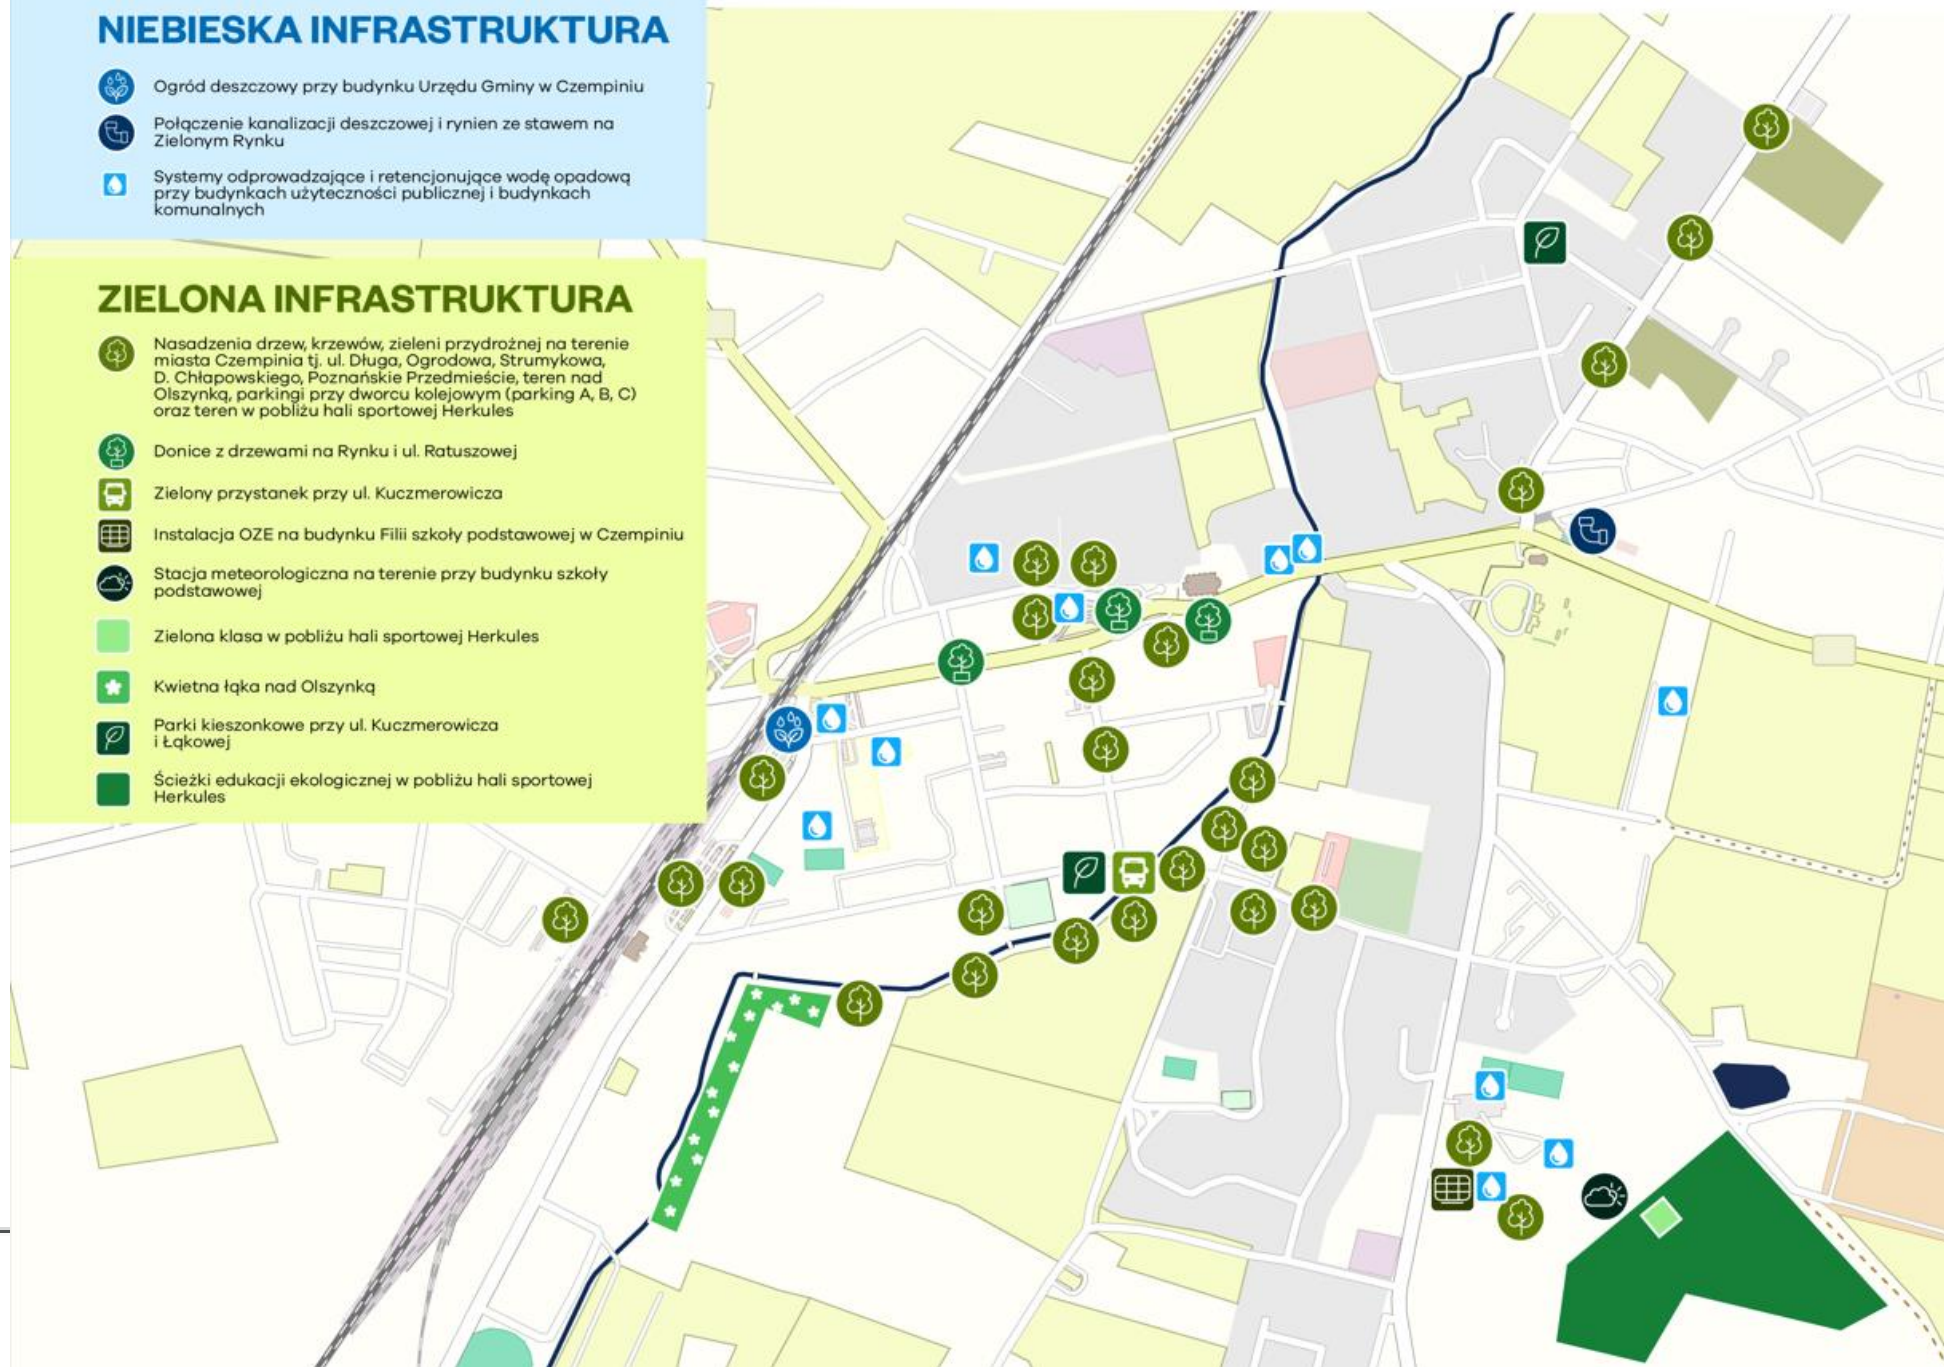 NIEBIESKA INFRASTRUKTURA
Ogród deszczowy przy budynku Urzędu Gminy w Czempiniu
Połączenie kanalizacji deszczowej i rynien ze stawem na
Zielonym Rynku
Systemy odprowadzające i retencjonujące wodę opadową
przy budynkach użyteczności publicznej i budynkach
komunalnych
ZIELONA INFRASTRUKTURA
Nasadzenia drzew, krzewów, zieleni przydrożnej na terenie
miasta Czempinia tj. ul. Długa, Ogrodowa, Strumykowa,
D. Chłapowskiego, Poznańskie Przedmieście, teren nad
Olszynką, parkingi przy dworcu kolejowym (parking A, B, C)
oraz teren w pobliżu hali sportowej Herkules
Donice z drzewami na Rynku i ul. Ratuszowej
Zielony przystanek przy ul. Kuczmerowicza
Instalacja OZE na budynku Filii szkoły podstawowej w Czempiniu
Stacja meteorologiczna na terenie przy budynku szkoły
podstawowej
Zielona klasa w pobliżu hali sportowej Herkules
Kwietna łąka nad Olszynką
Parki kieszonkowe przy ul. Kuczmerowicza
i Łąkowej
Ścieżki edukacji ekologicznej w pobliżu hali sportowej
Herkules